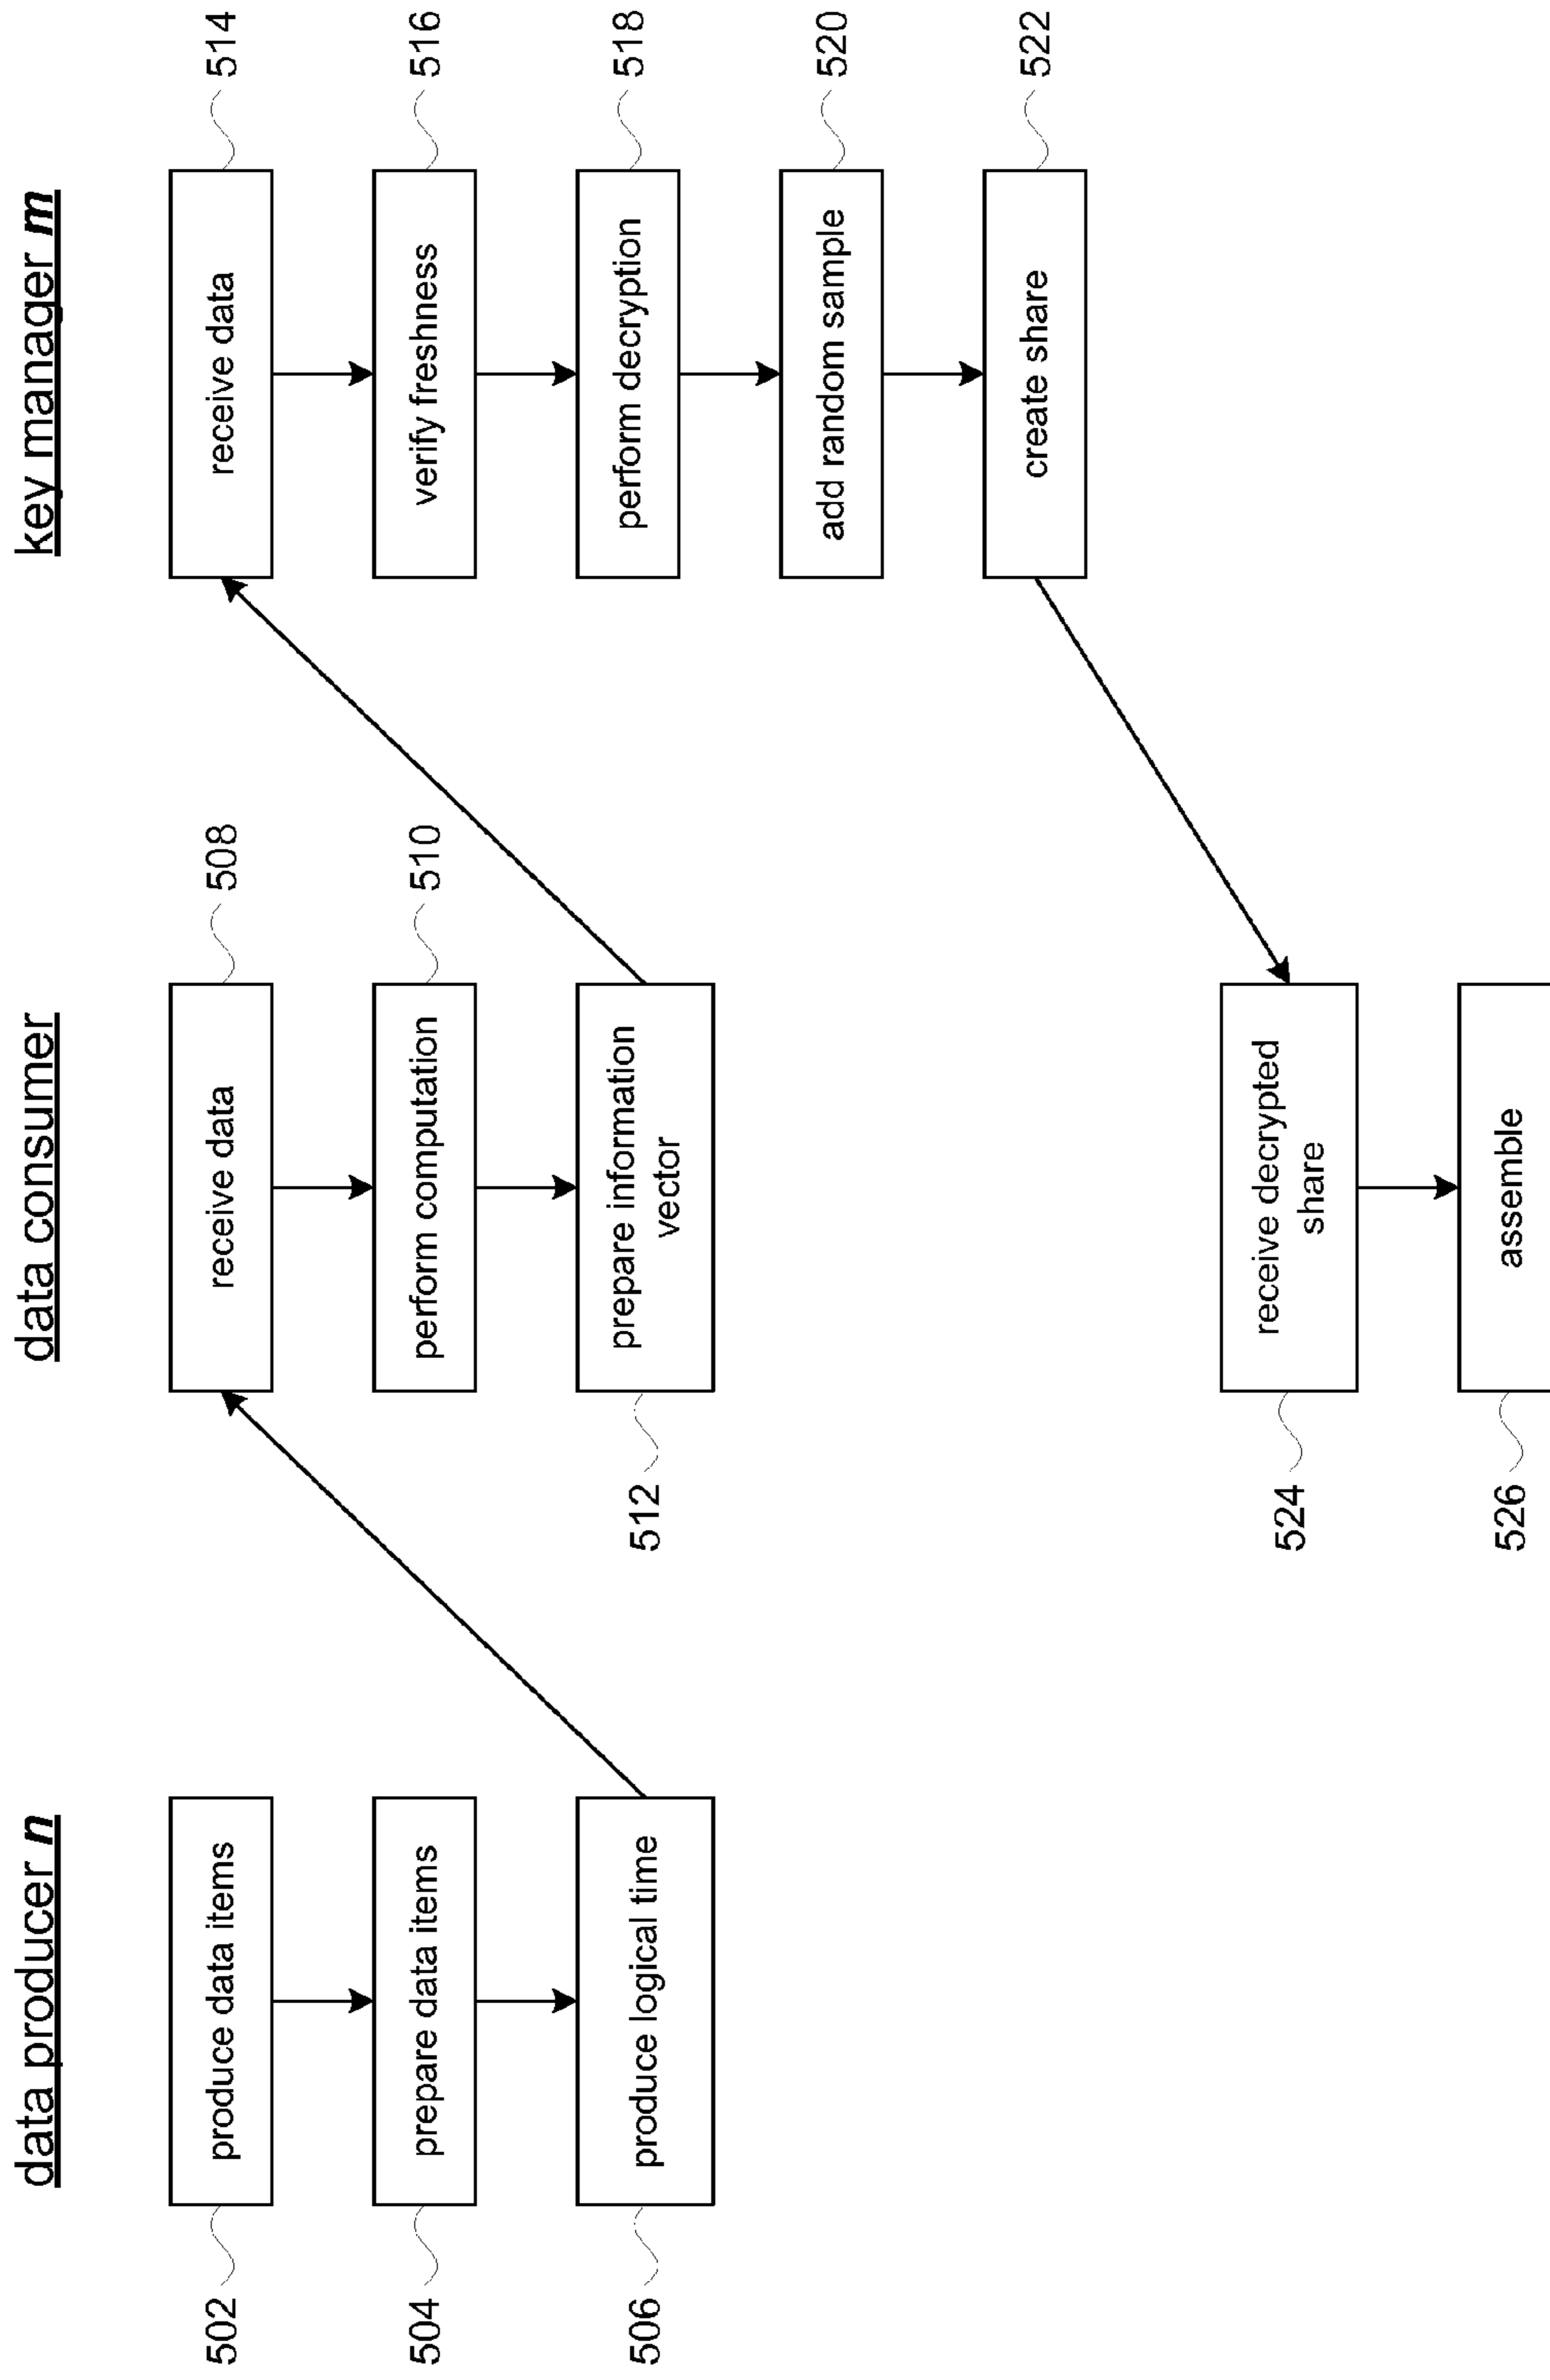 data producer n
502
produce data items
504
prepare data items
506
produce logical time
data consumer
receive data
508
perform computation
510
512
prepare information
vector
524
receive decrypted
share
526
assemble
key manager m
receive data
514
verify freshness
516
perform decryption
518
add random sample
520
create share
522